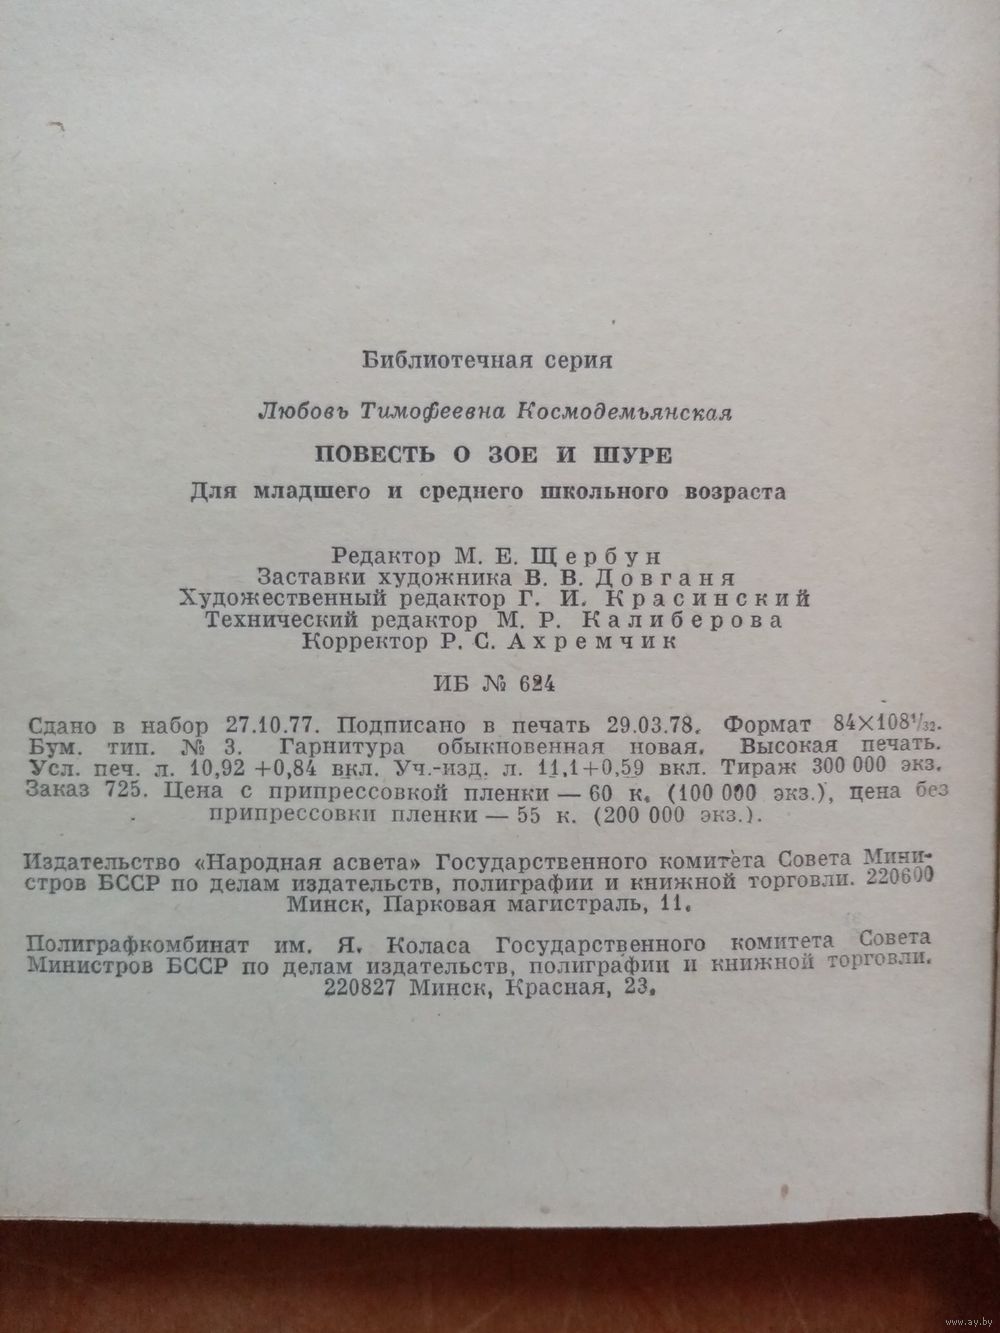 Библиотечная серия
Любовь Тимофеевна Космодемьянская
ПОВЕСТЬ О ЗОЕ И ШУРЕ
Для младшего и среднего школьного возраста
Редактор М. Е. Щербун
Заставки художника В. В. Довганя
Художественный редактор Г. И. Красинский
Технический редактор М. Р. Калиберова
Корректор Р. С. Ахремчик
ИБ № 624
Сдано в набор 27.10.77. Подписано в печать 29.03.78. Формат 84×108¹/₃₂.
Бум. тип. № 3. Гарнитура обыкновенная новая. Высокая печать.
Усл. печ. л. 10,92+0,84 вкл. Уч.-изд. л. 11,1+0,59 вкл. Тираж 300 000 экз.
Заказ 725. Цена с припрессовкой пленки — 60 к. (100 000 экз.), цена без
припрессовки пленки — 55 к. (200 000 экз.).
Издательство «Народная асвета» Государственного комитета Совета Мини-
стров БССР по делам издательств, полиграфии и книжной торговли. 220600
Минск, Парковая магистраль, 11.
Полиграфкомбинат им. Я. Коласа Государственного комитета Совета
Министров БССР по делам издательств, полиграфии и книжной торговли.
220827 Минск, Красная, 23.
www.ay.by